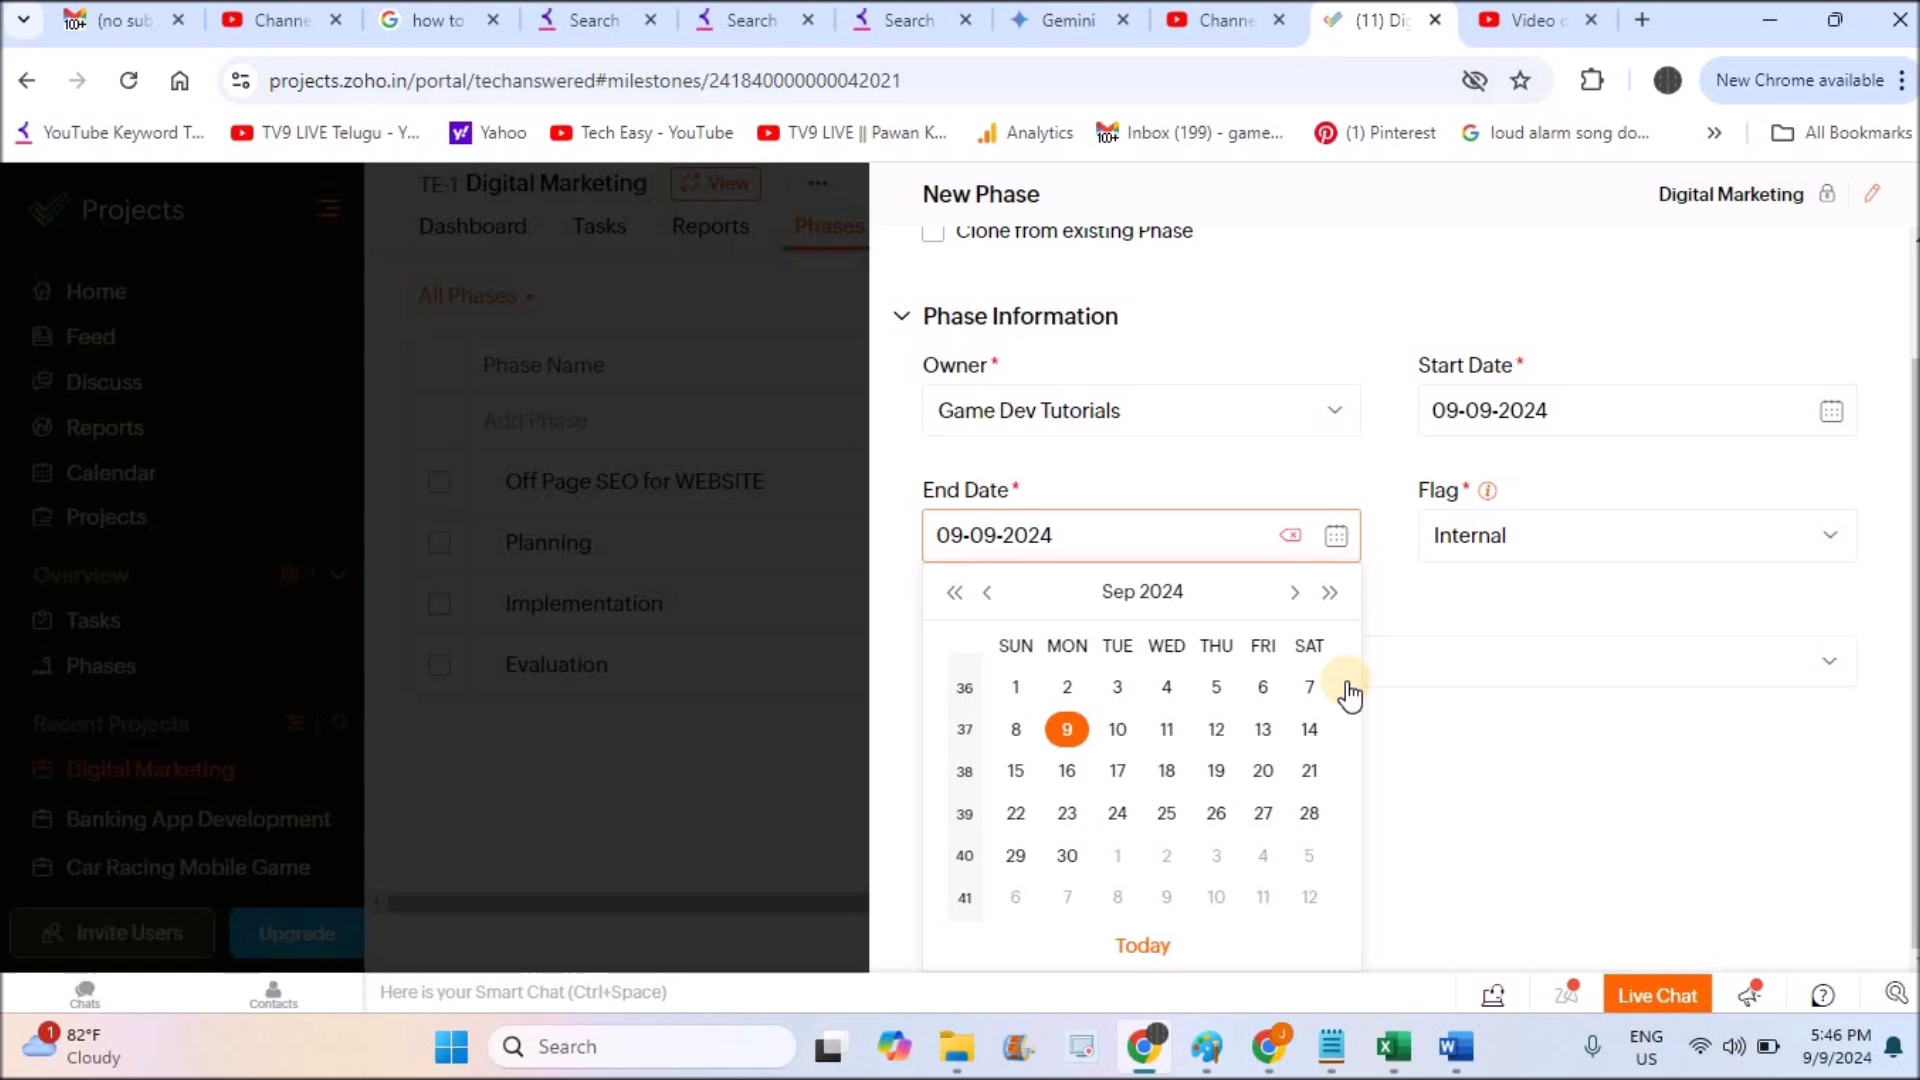 100+ (no sub
Channe
how to
Search
Search
Search
Gemini
Channe
(11) Dig
Video c
projects.zoho.in/portal/techanswered#milestones/241840000000042021
New Chrome available
YouTube Keyword T...
TV9 LIVE Telugu - Y...
Yahoo
Tech Easy - YouTube
TV9 LIVE || Pawan K...
Analytics
Inbox (199) - game...
(1) Pinterest
loud alarm song do...
All Bookmarks
Projects
TE-1 Digital Marketing View
New Phase
Digital Marketing
Dashboard Tasks Reports Phases
Clone from existing Phase
Home
Feed
Discuss
Reports
Calendar
Projects
Overview
Tasks
Phases
Recent Projects
Digital Marketing
Banking App Development
Car Racing Mobile Game
Invite Users
Upgrade
All Phases
Phase Name
Add Phase
Off Page SEO for WEBSITE
Planning
Implementation
Evaluation
Phase Information
Owner* Start Date*
Game Dev Tutorials 09-09-2024
End Date* Flag*
09-09-2024 Internal
Sep 2024
SUN MON TUE WED THU FRI SAT
36 1 2 3 4 5 6 7
37 8 9 10 11 12 13 14
38 15 16 17 18 19 20 21
39 22 23 24 25 26 27 28
40 29 30 1 2 3 4 5
41 6 7 8 9 10 11 12
Today
Chats
Contacts
Here is your Smart Chat (Ctrl+Space)
Live Chat
1
82°F
Cloudy
Search
ENG
US
5:46 PM
9/9/2024